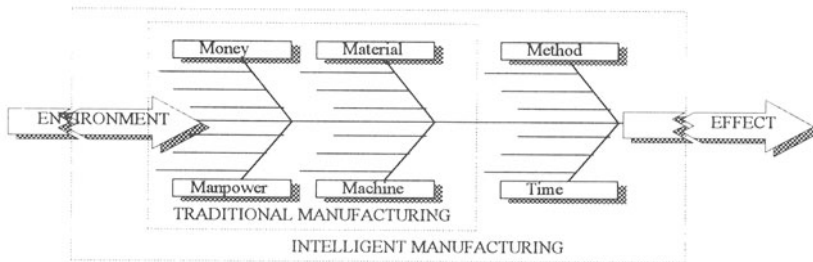 Money
Material
Method
ENVIRONMENT
EFFECT
Manpower
Machine
Time
TRADITIONAL MANUFACTURING
INTELLIGENT MANUFACTURING